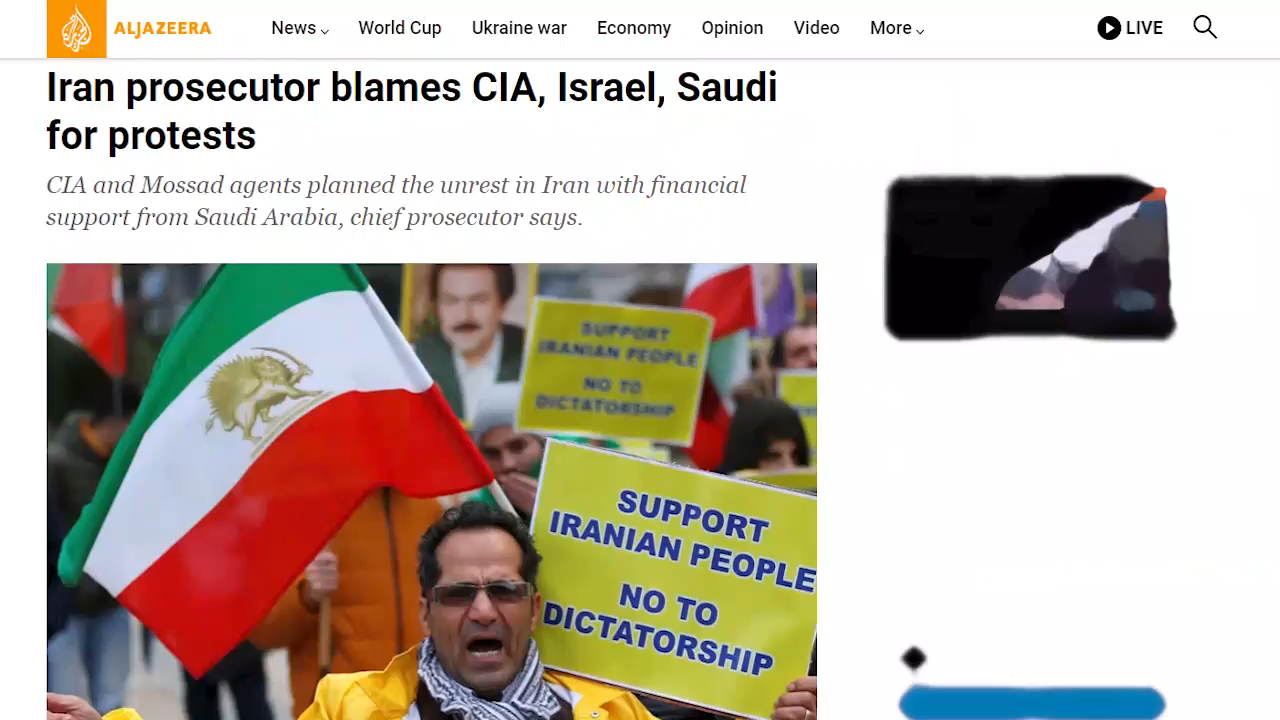 ALJAZEERA
News World Cup Ukraine war Economy Opinion Video More LIVE
Iran prosecutor blames CIA, Israel, Saudi
for protests
CIA and Mossad agents planned the unrest in Iran with financial
support from Saudi Arabia, chief prosecutor says.
SUPPORT
IRANIAN PEOPLE
NO TO
DICTATORSHIP
SUPPORT
IRANIAN PEOPLE
NO TO
DICTATORSHIP